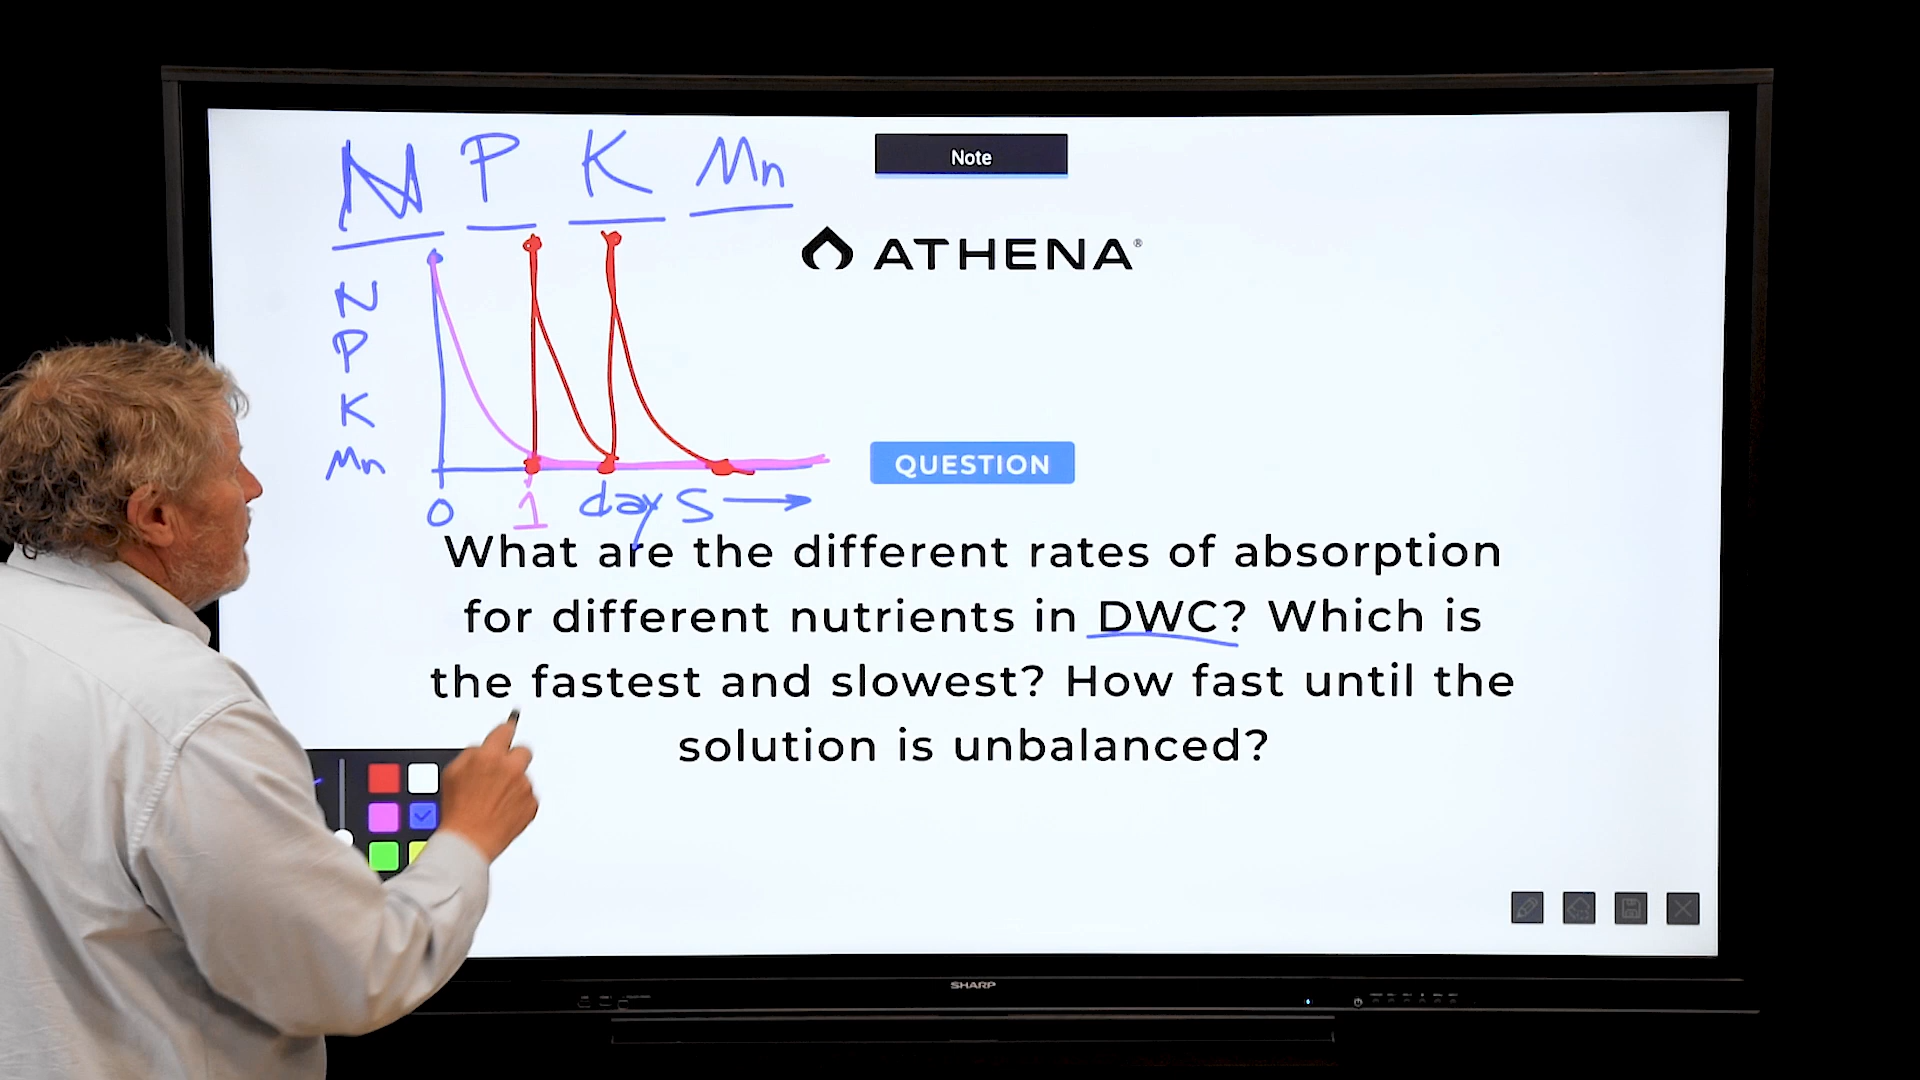 N P K Mn
Note
ATHENA®
N
P
K
Mn
QUESTION
0 1 days
What are the different rates of absorption
for different nutrients in DWC? Which is
the fastest and slowest? How fast until the
solution is unbalanced?
SHARP